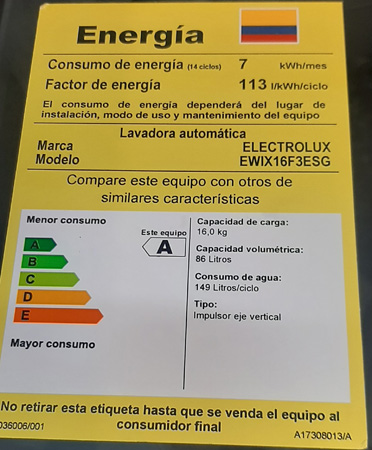 Energía
Consumo de energía (14 ciclos) 7 kWh/mes
Factor de energía 113 l/kWh/ciclo
El consumo de energía dependerá del lugar de
instalación, modo de uso y mantenimiento del equipo
Lavadora automática
Marca ELECTROLUX
Modelo EWIX16F3ESG
Compare este equipo con otros de
similares características
Menor consumo
Este equipo
A
A
B
C
D
E
Mayor consumo
Capacidad de carga:
16,0 kg
Capacidad volumétrica:
86 Litros
Consumo de agua:
149 Litros/ciclo
Tipo:
Impulsor eje vertical
No retirar esta etiqueta hasta que se venda el equipo al
consumidor final
036006/001 A17308013/A